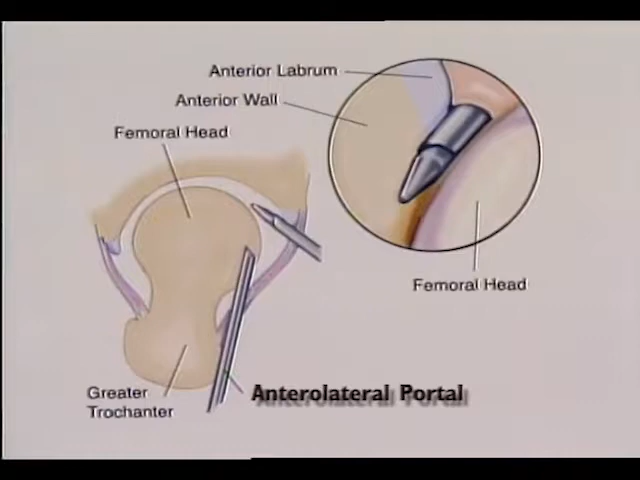 Anterior Labrum
Anterior Wall
Femoral Head
Femoral Head
Greater
Trochanter
Anterolateral Portal